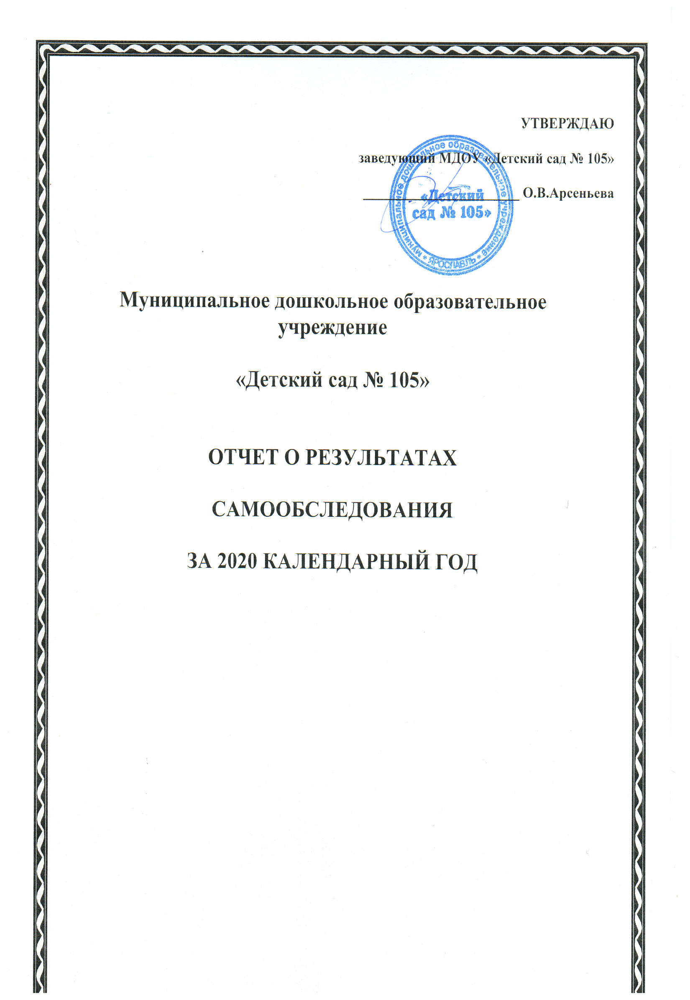 УТВЕРЖДАЮ
заведующий МДОУ «Детский сад № 105»
О.В.Арсеньева
муниципальное дошкольное образовательное учреждение * ЯРОСЛАВЛЬ *
«Детский
сад № 105»
Муниципальное дошкольное образовательное
учреждение
«Детский сад № 105»
ОТЧЕТ О РЕЗУЛЬТАТАХ
САМООБСЛЕДОВАНИЯ
ЗА 2020 КАЛЕНДАРНЫЙ ГОД